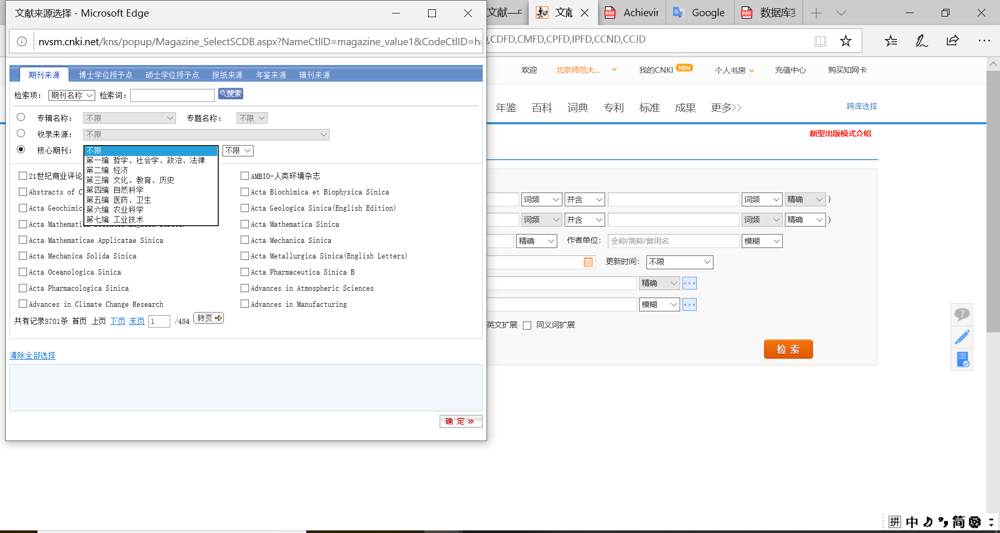 文献来源选择 - Microsoft Edge
nvsm.cnki.net/kns/popup/Magazine_SelectSCDB.aspx?NameCtlID=magazine_value1&CodeCtlID=hi
期刊来源 博士学位授予点 硕士学位授予点 报纸来源 年鉴来源 辑刊来源
检索项： 期刊名称 检索词： 搜索
专辑名称： 不限 专题名称： 不限
收录来源： 不限
核心期刊： 不限 不限
第一编 哲学、社会学、政治、法律
第二编 经济
第三编 文化、教育、历史
第四编 自然科学
第五编 医药、卫生
第六编 农业科学
第七编 工业技术
21世纪商业评论 AMBIO-人类环境杂志
Abstracts of Acta Biochimica et Biophysica Sinica
Acta Geochimic Acta Geologica Sinica(English Edition)
Acta Mathemati Acta Mathematica Sinica
Acta Mathematicae Applicatae Sinica Acta Mechanica Sinica
Acta Mechanica Solida Sinica Acta Metallurgica Sinica(English Letters)
Acta Oceanologica Sinica Acta Pharmaceutica Sinica B
Acta Pharmacologica Sinica Advances in Atmospheric Sciences
Advances in Climate Change Research Advances in Manufacturing
共有记录8701条 首页 上页 下页 末页 1 /484 转页
清除全部选择
确 定
文献—中 文献 Achievin Google 数据库实
,CDFD,CMFD,CPFD,IPFD,CCND,CCJD
欢迎 北京师范大... 我的CNKI NEW 个人书房 充值中心 购买知网卡
年鉴 百科 词典 专利 标准 成果 更多>> 跨库选择
新型出版模式介绍
词频 并含 词频 精确 )
词频 并含 词频 精确 )
精确 作者单位： 全称/简称/曾用名 模糊
更新时间： 不限
精确 ...
模糊 ...
英文扩展 同义词扩展
检 索
拼 中 简